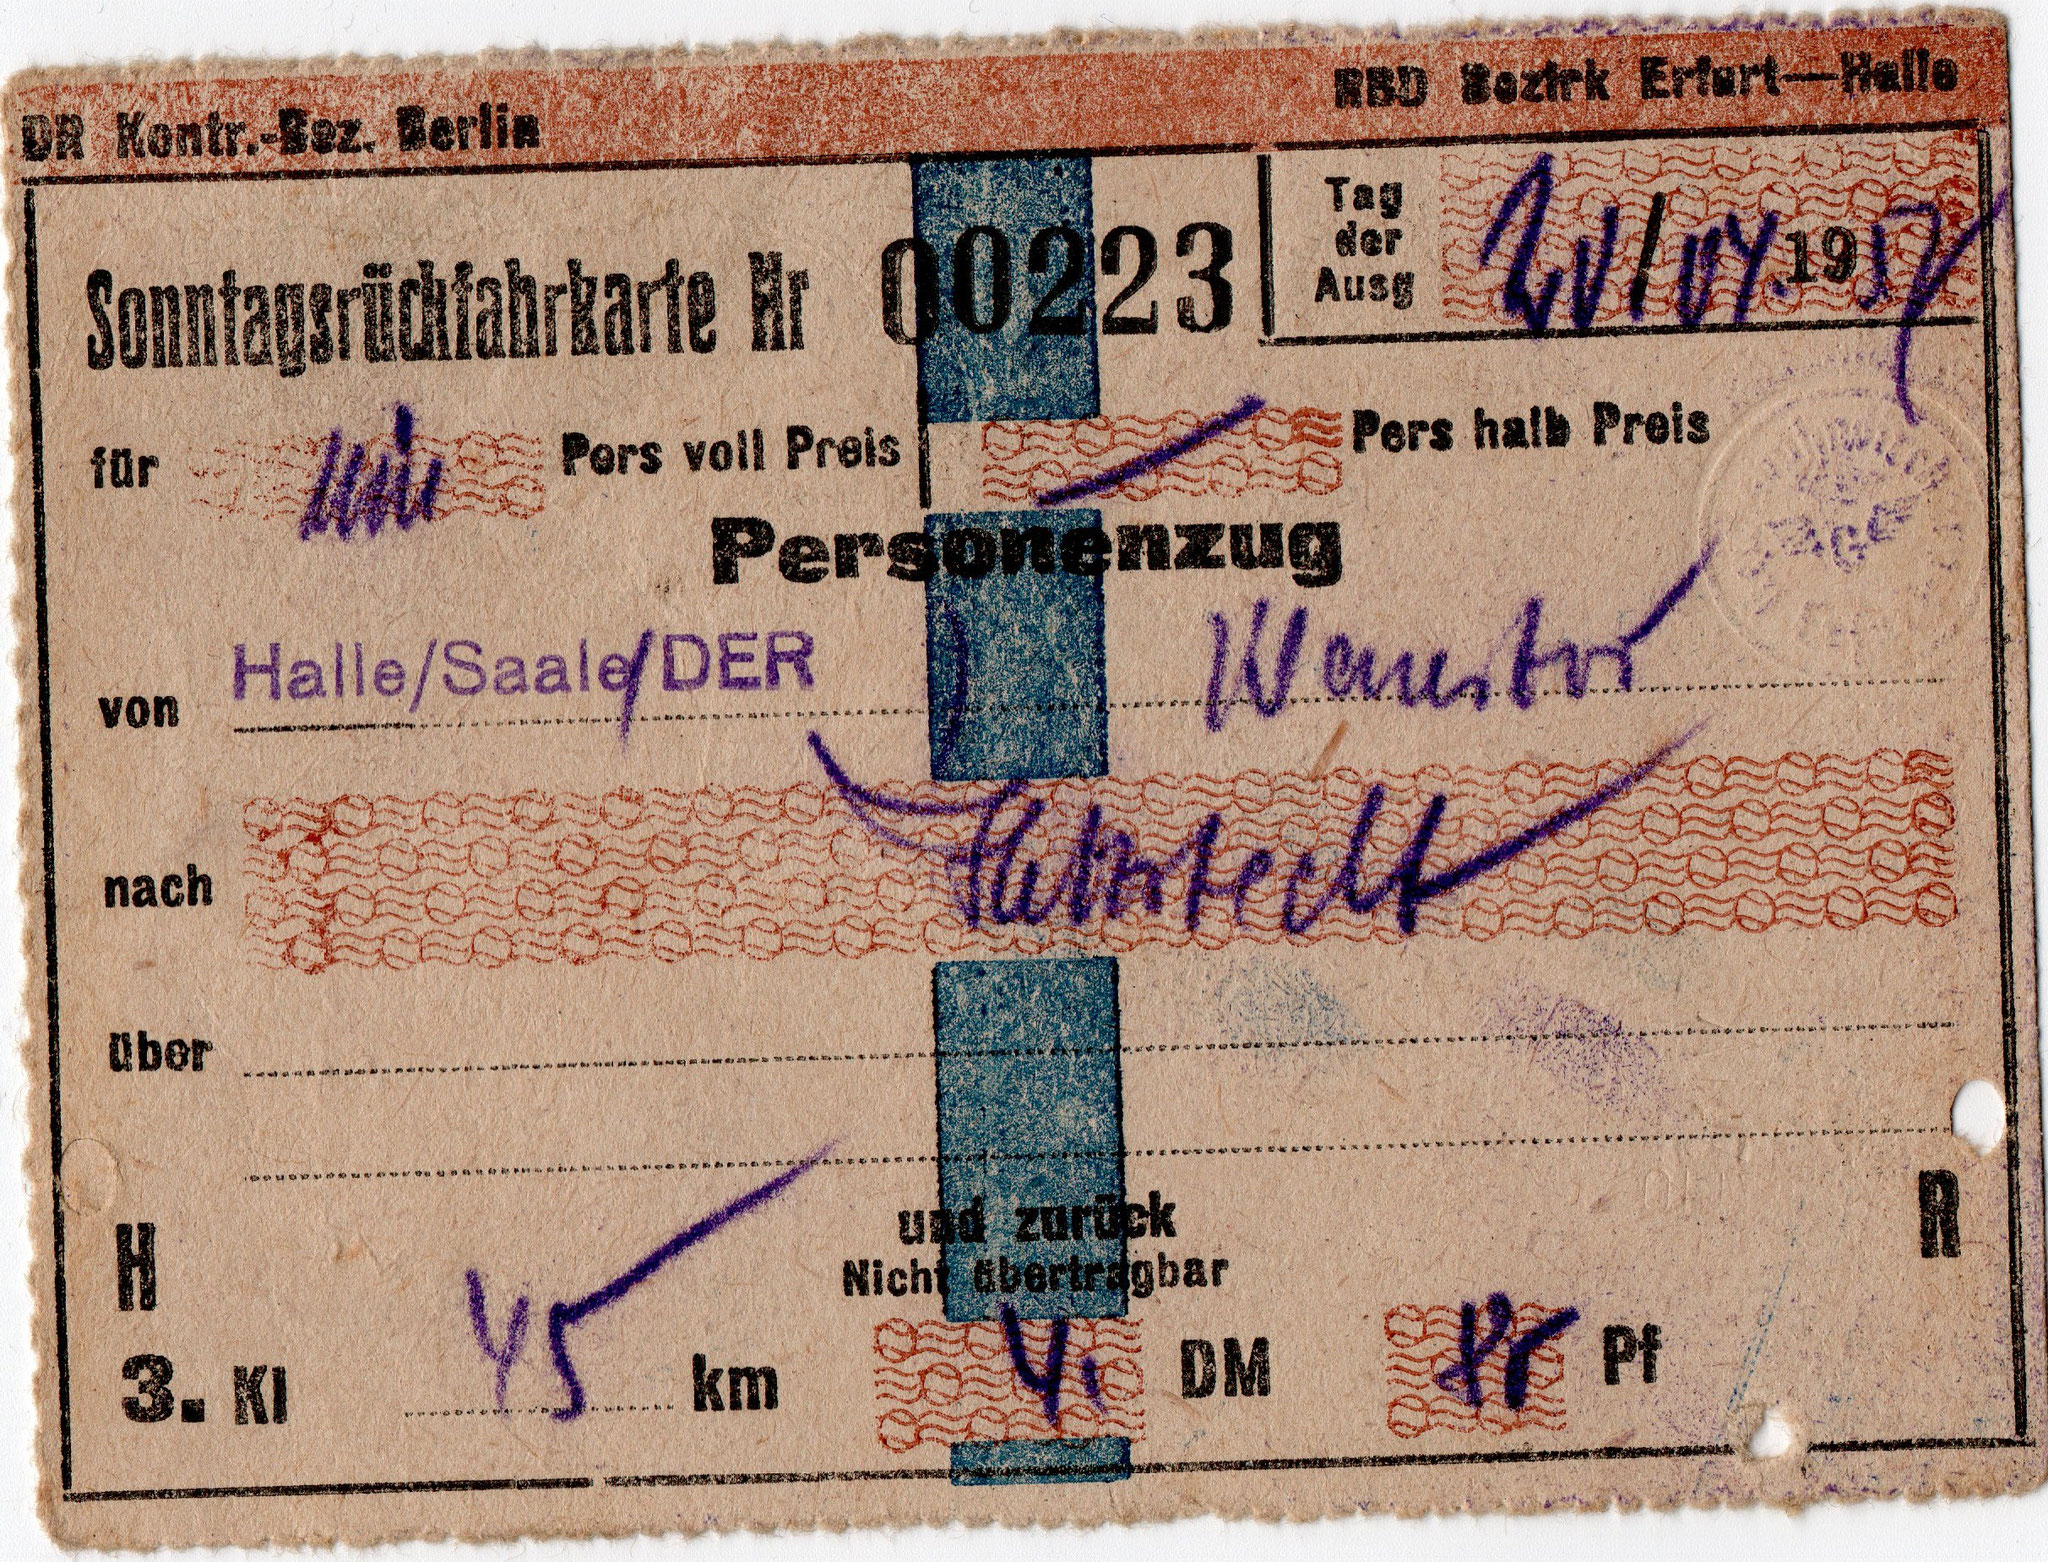 DR Kontr.-Bez. Berlin
RBD Bezirk Erfurt—Halle
Sonntagsrückfahrkarte Nr 00223
Tag
der
Ausg
19
für
Pers voll Preis
Pers halb Preis
Personenzug
von Halle/Saale/DER
nach
über
und zurück
Nicht übertragbar
H
R
3. Kl 45 km 4. DM Pf